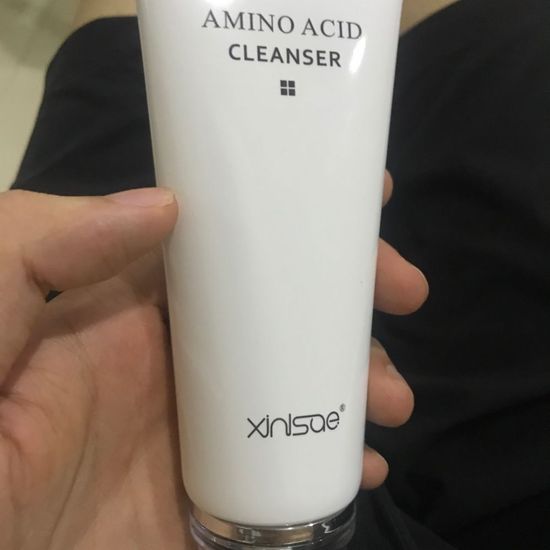 AMINO ACID
CLEANSER
xinlsae®